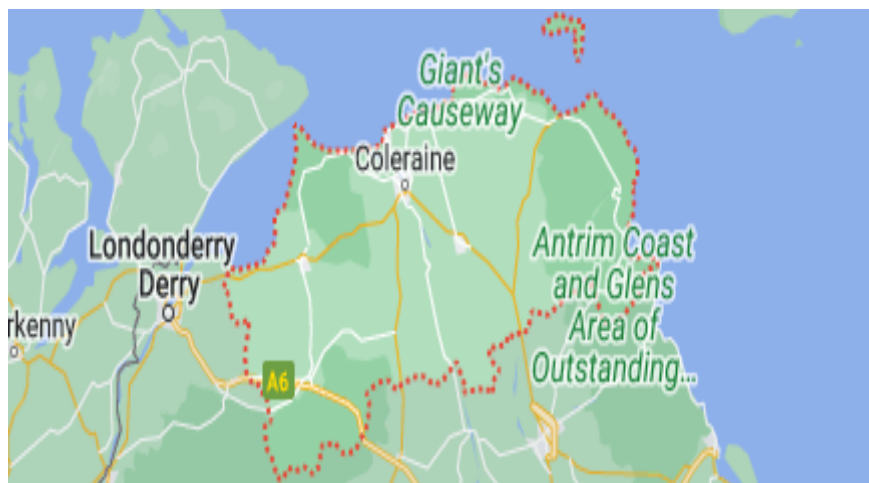 Giant's
Causeway
Coleraine
Londonderry
Derry
Antrim Coast
and Glens
Area of
Outstanding...
rkenny
A6